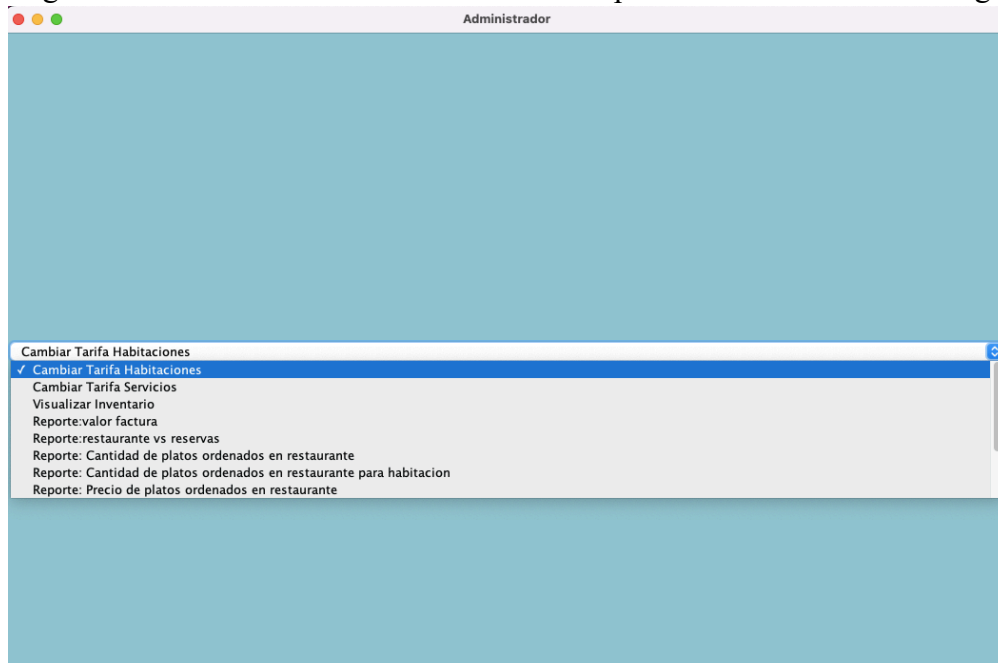 Administrador
Cambiar Tarifa Habitaciones
✓ Cambiar Tarifa Habitaciones
Cambiar Tarifa Servicios
Visualizar Inventario
Reporte:valor factura
Reporte:restaurante vs reservas
Reporte: Cantidad de platos ordenados en restaurante
Reporte: Cantidad de platos ordenados en restaurante para habitacion
Reporte: Precio de platos ordenados en restaurante